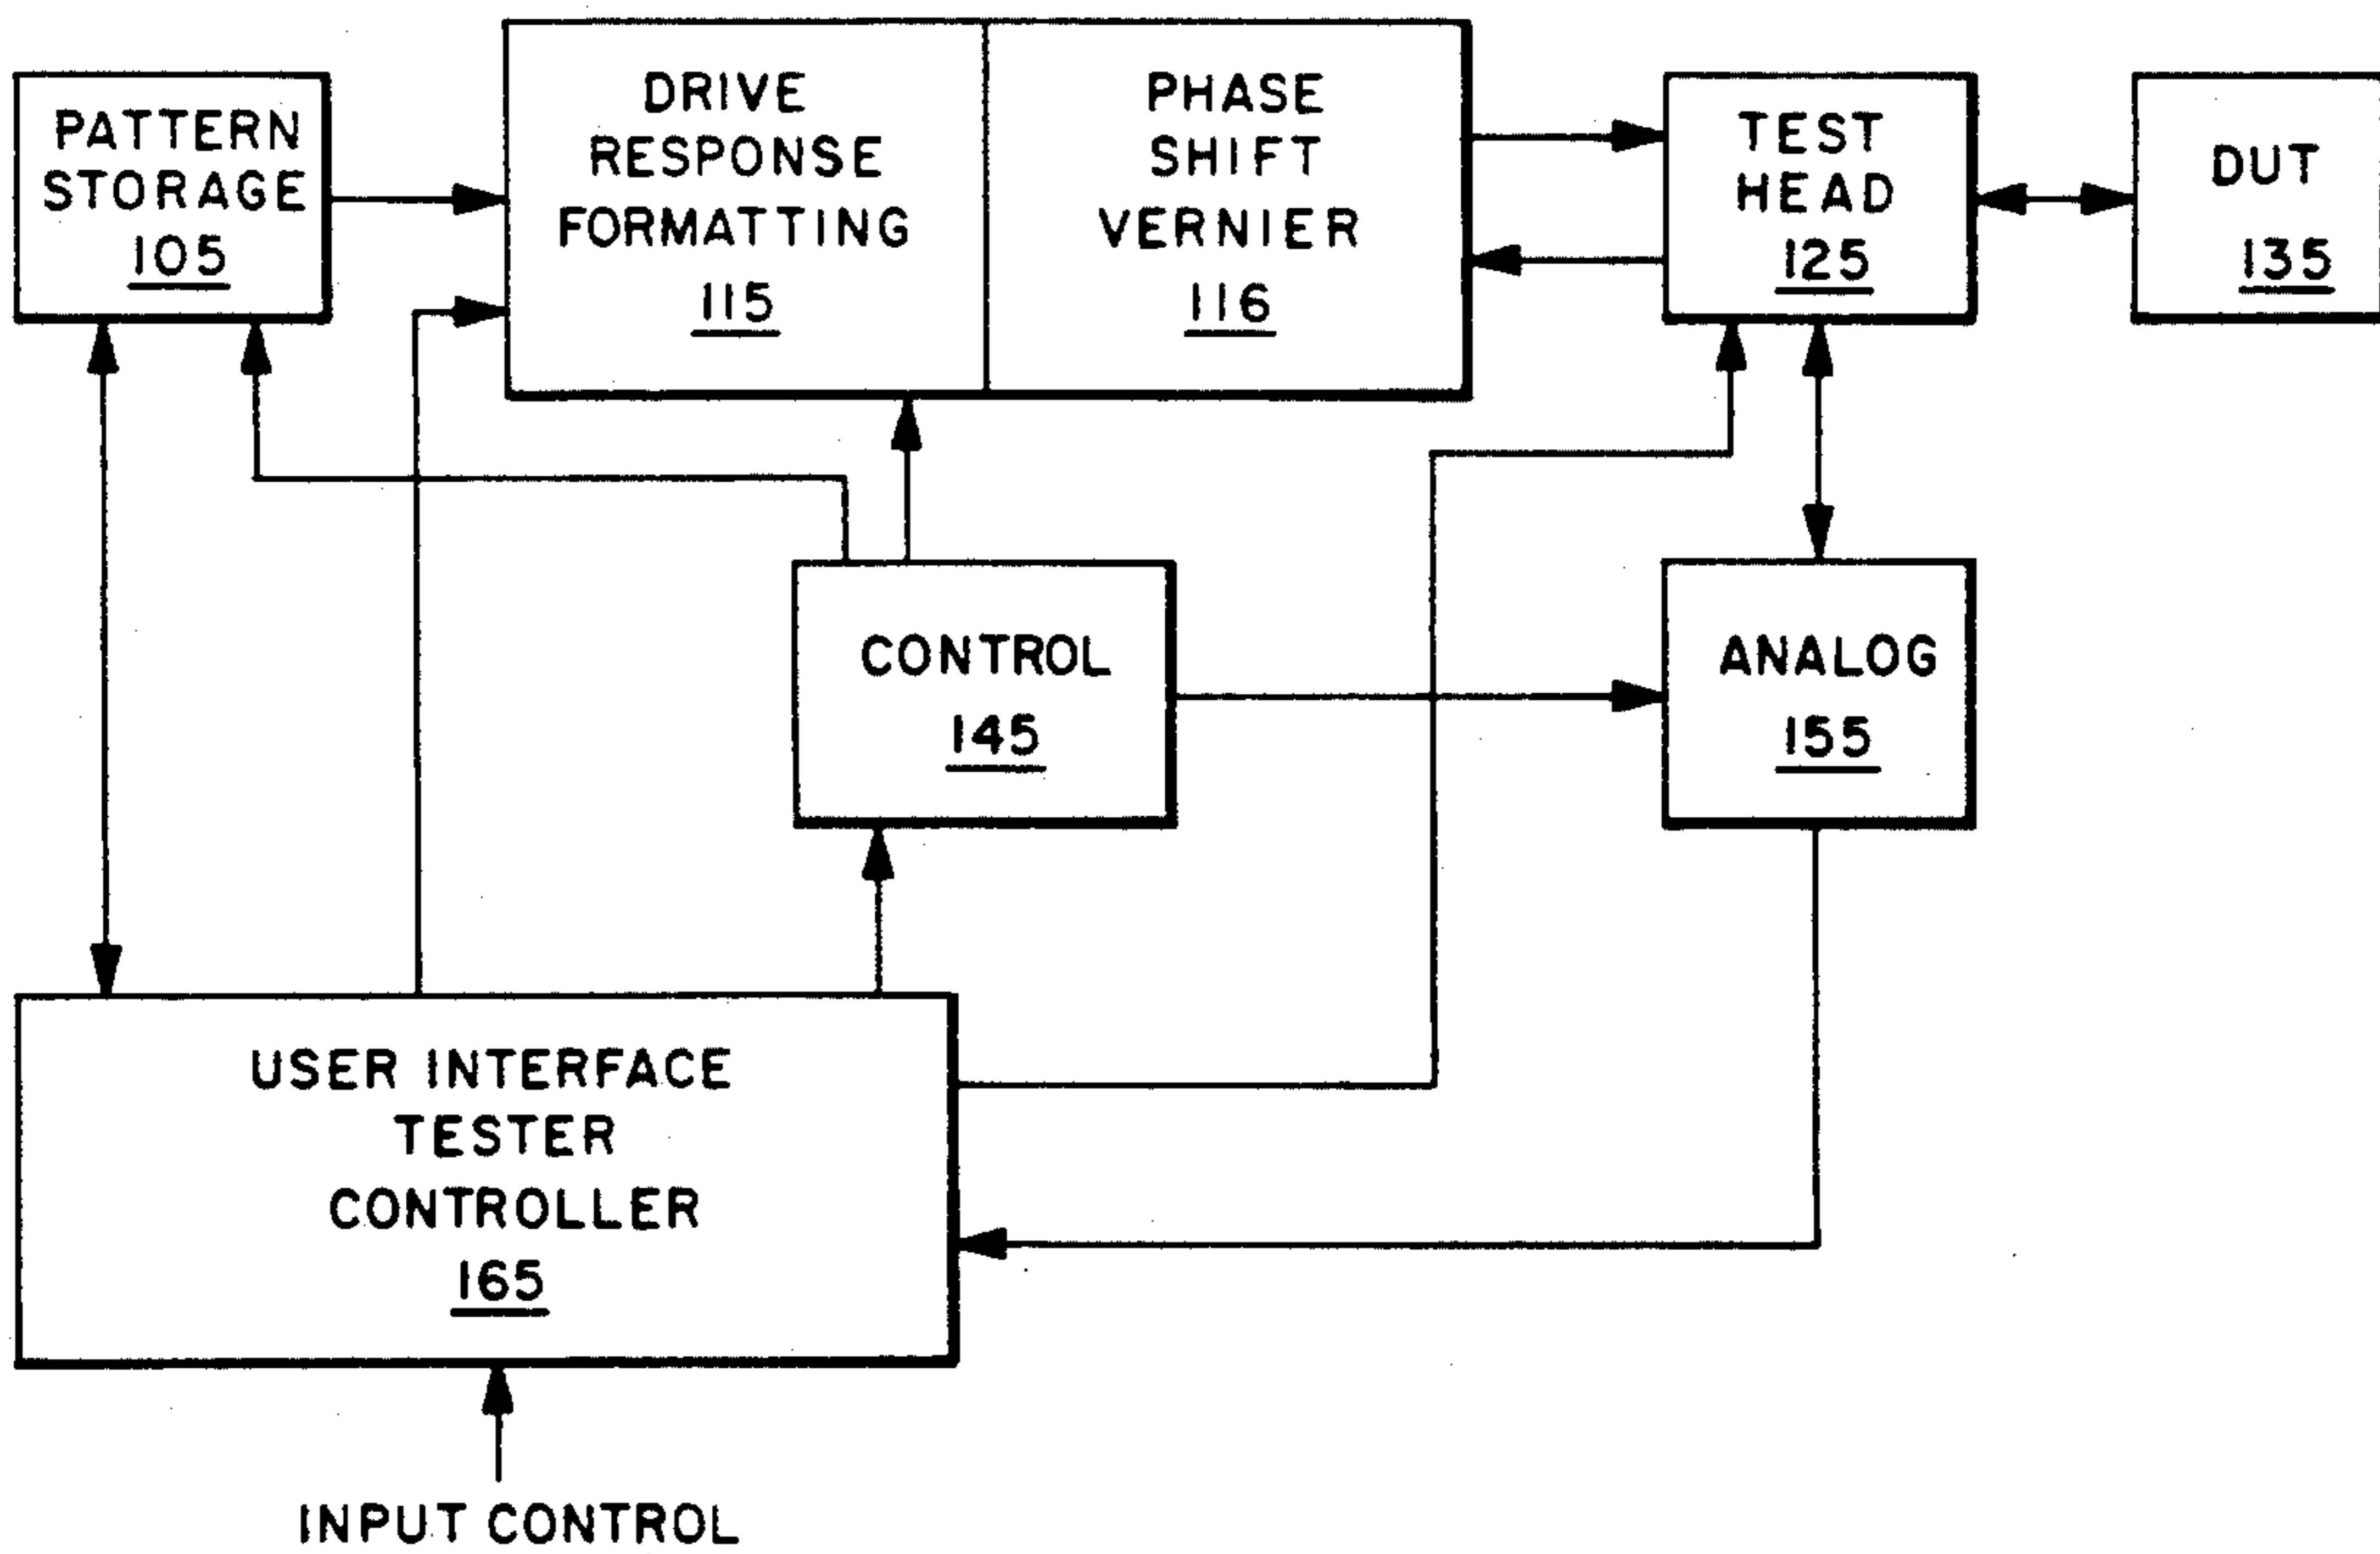 PATTERN
STORAGE
105
DRIVE
RESPONSE
FORMATTING
115
PHASE
SHIFT
VERNIER
116
TEST
HEAD
125
DUT
135
CONTROL
145
ANALOG
155
USER INTERFACE
TESTER
CONTROLLER
165
INPUT CONTROL